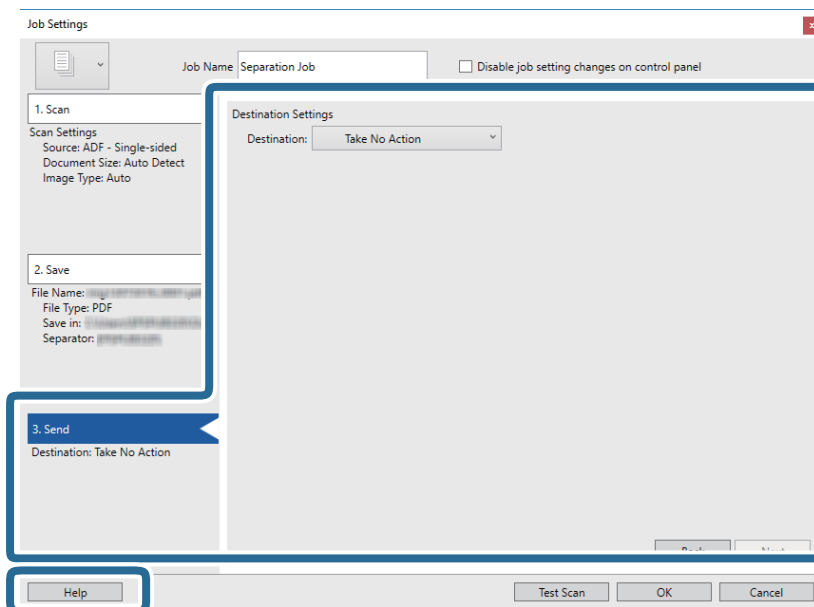 Job Settings
Job Name Separation Job Disable job setting changes on control panel
1. Scan
Scan Settings
Source: ADF - Single-sided
Document Size: Auto Detect
Image Type: Auto
2. Save
File Name:
File Type: PDF
Save in:
Separator:
3. Send
Destination: Take No Action
Destination Settings
Destination: Take No Action
Help Test Scan OK Cancel